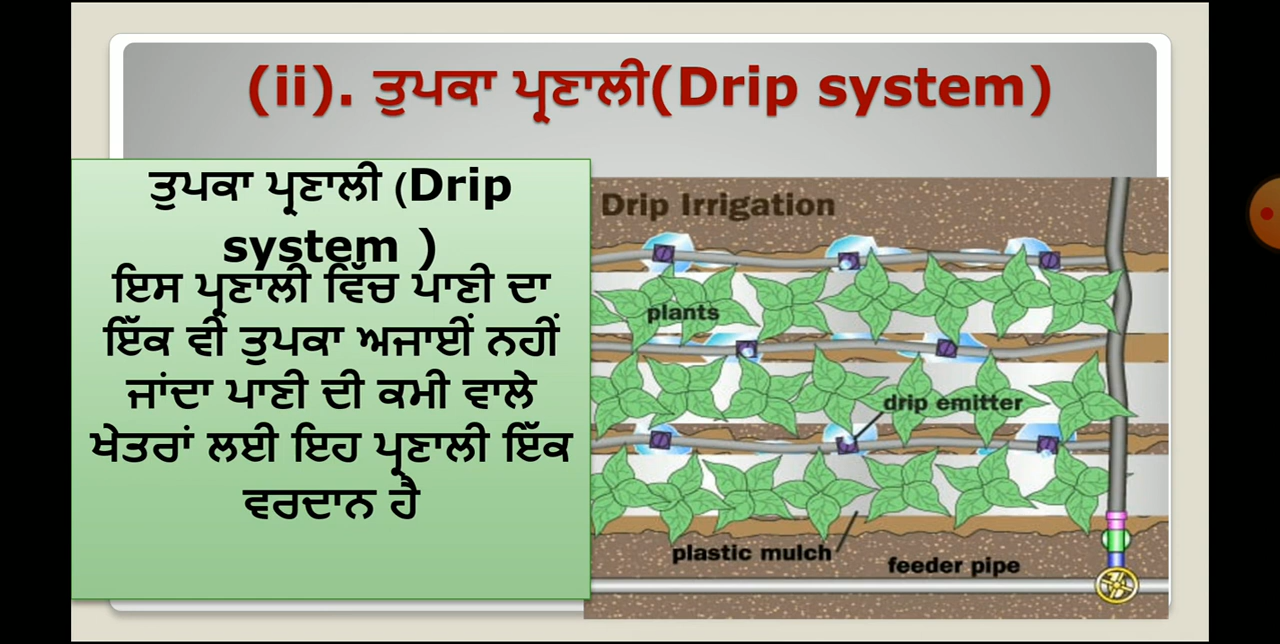 (ii). ਤੁਪਕਾ ਪ੍ਰਣਾਲੀ(Drip system)
ਤੁਪਕਾ ਪ੍ਰਣਾਲੀ (Drip
system )
ਇਸ ਪ੍ਰਣਾਲੀ ਵਿੱਚ ਪਾਣੀ ਦਾ
ਇੱਕ ਵੀ ਤੁਪਕਾ ਅਜਾਈਂ ਨਹੀਂ
ਜਾਂਦਾ ਪਾਣੀ ਦੀ ਕਮੀ ਵਾਲੇ
ਖੇਤਰਾਂ ਲਈ ਇਹ ਪ੍ਰਣਾਲੀ ਇੱਕ
ਵਰਦਾਨ ਹੈ
Drip Irrigation
plants
drip emitter
plastic mulch
feeder pipe